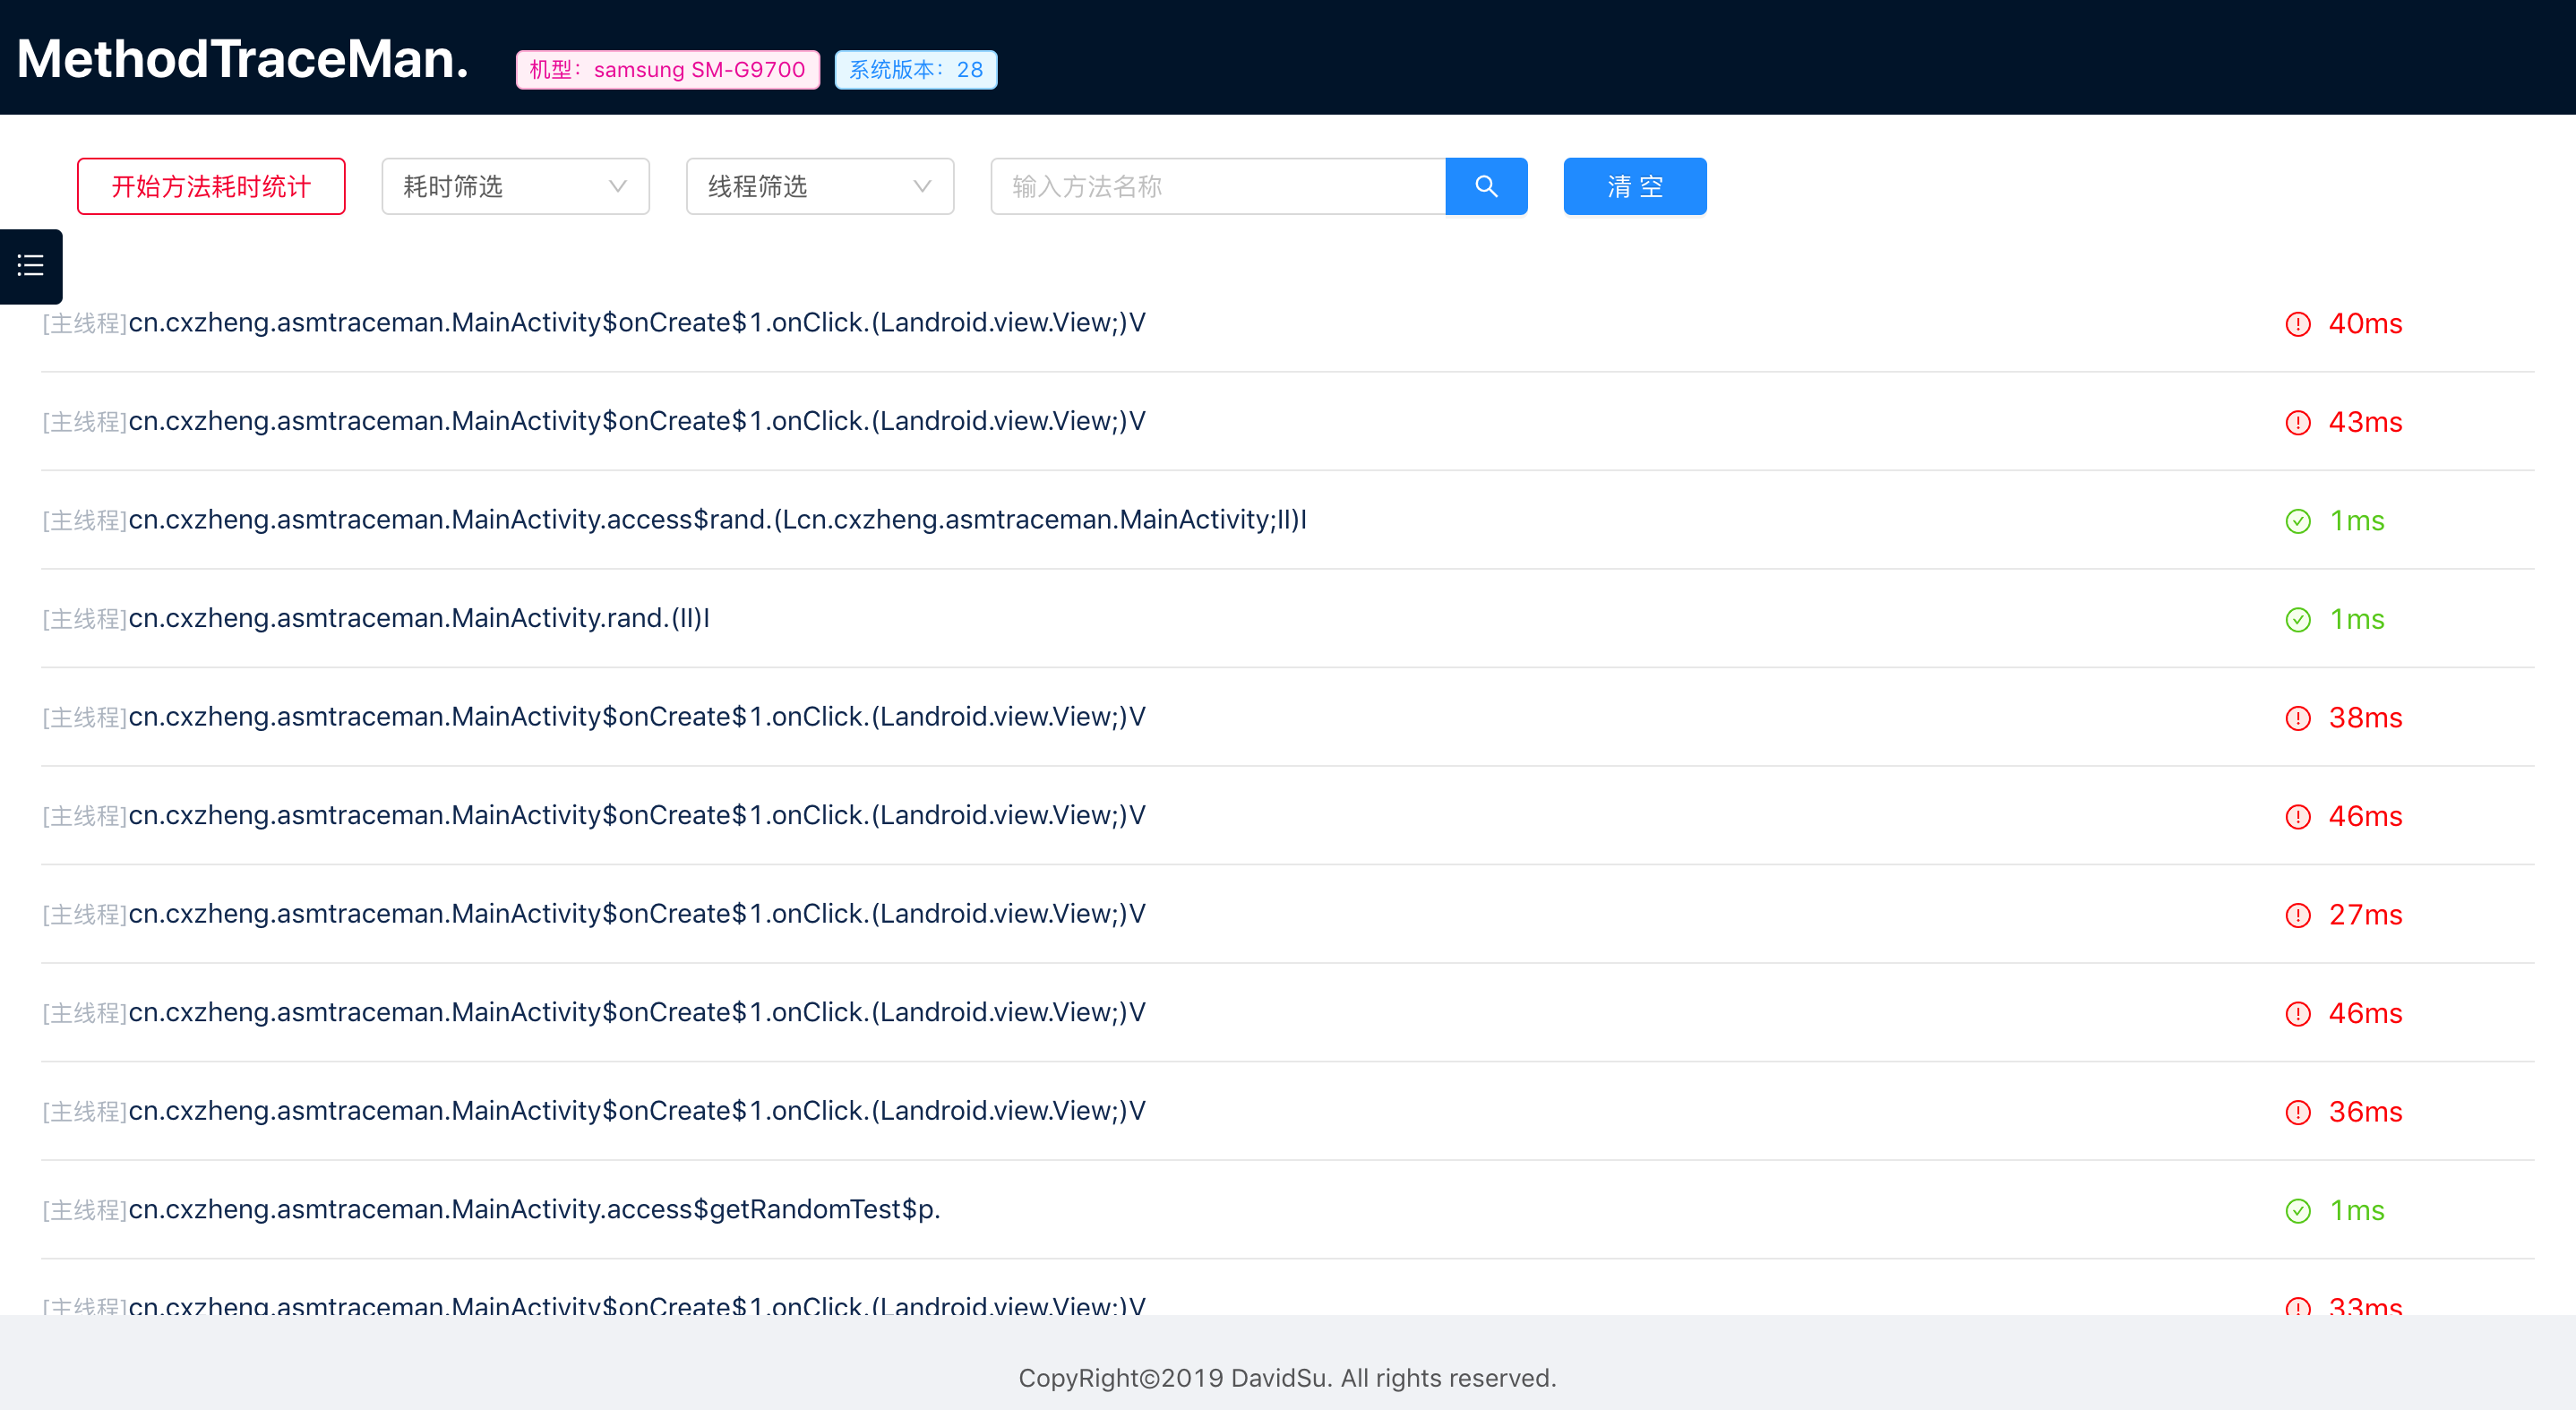 MethodTraceMan.
机型：samsung SM-G9700 系统版本：28
开始方法耗时统计 耗时筛选 线程筛选 输入方法名称 清 空
[主线程]cn.cxzheng.asmtraceman.MainActivity$onCreate$1.onClick.(Landroid.view.View;)V 40ms
[主线程]cn.cxzheng.asmtraceman.MainActivity$onCreate$1.onClick.(Landroid.view.View;)V 43ms
[主线程]cn.cxzheng.asmtraceman.MainActivity.access$rand.(Lcn.cxzheng.asmtraceman.MainActivity;II)I 1ms
[主线程]cn.cxzheng.asmtraceman.MainActivity.rand.(II)I 1ms
[主线程]cn.cxzheng.asmtraceman.MainActivity$onCreate$1.onClick.(Landroid.view.View;)V 38ms
[主线程]cn.cxzheng.asmtraceman.MainActivity$onCreate$1.onClick.(Landroid.view.View;)V 46ms
[主线程]cn.cxzheng.asmtraceman.MainActivity$onCreate$1.onClick.(Landroid.view.View;)V 27ms
[主线程]cn.cxzheng.asmtraceman.MainActivity$onCreate$1.onClick.(Landroid.view.View;)V 46ms
[主线程]cn.cxzheng.asmtraceman.MainActivity$onCreate$1.onClick.(Landroid.view.View;)V 36ms
[主线程]cn.cxzheng.asmtraceman.MainActivity.access$getRandomTest$p. 1ms
[主线程]cn.cxzheng.asmtraceman.MainActivity$onCreate$1.onClick.(Landroid.view.View;)V 33ms
CopyRight©2019 DavidSu. All rights reserved.